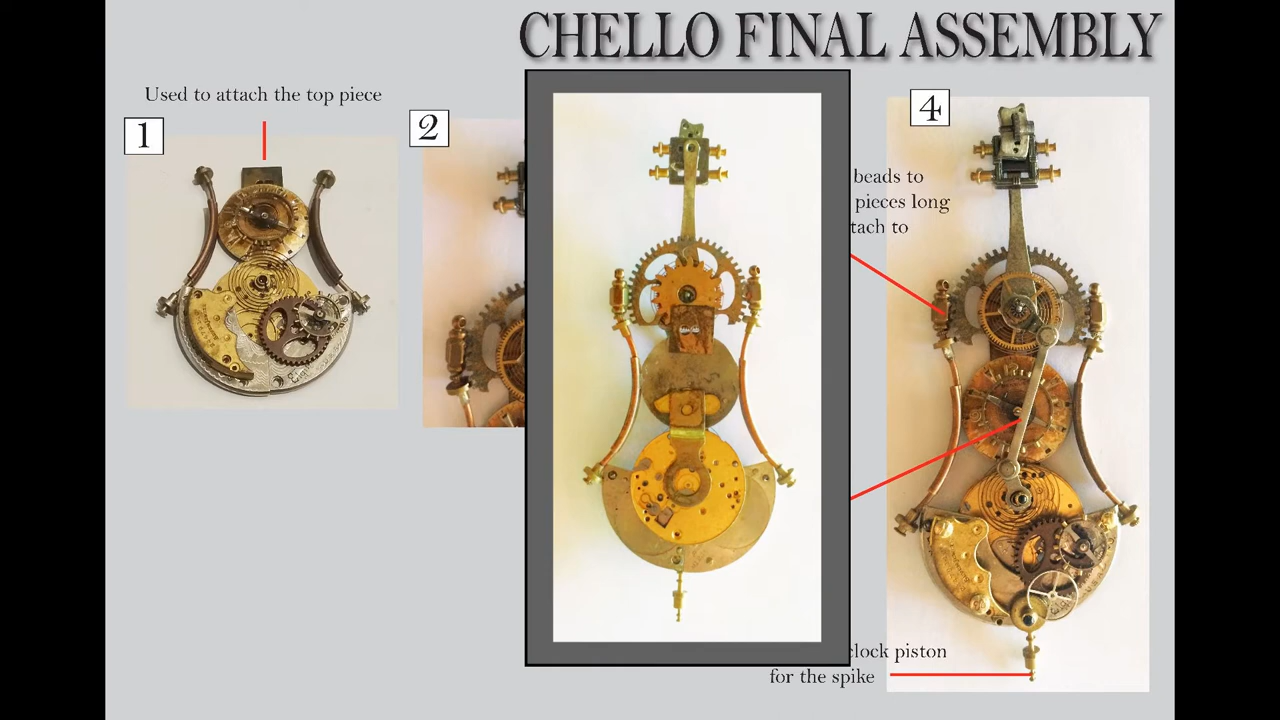 CHELLO FINAL ASSEMBLY
Used to attach the top piece
1
2
4
beads to
pieces long
tach to
clock piston
for the spike